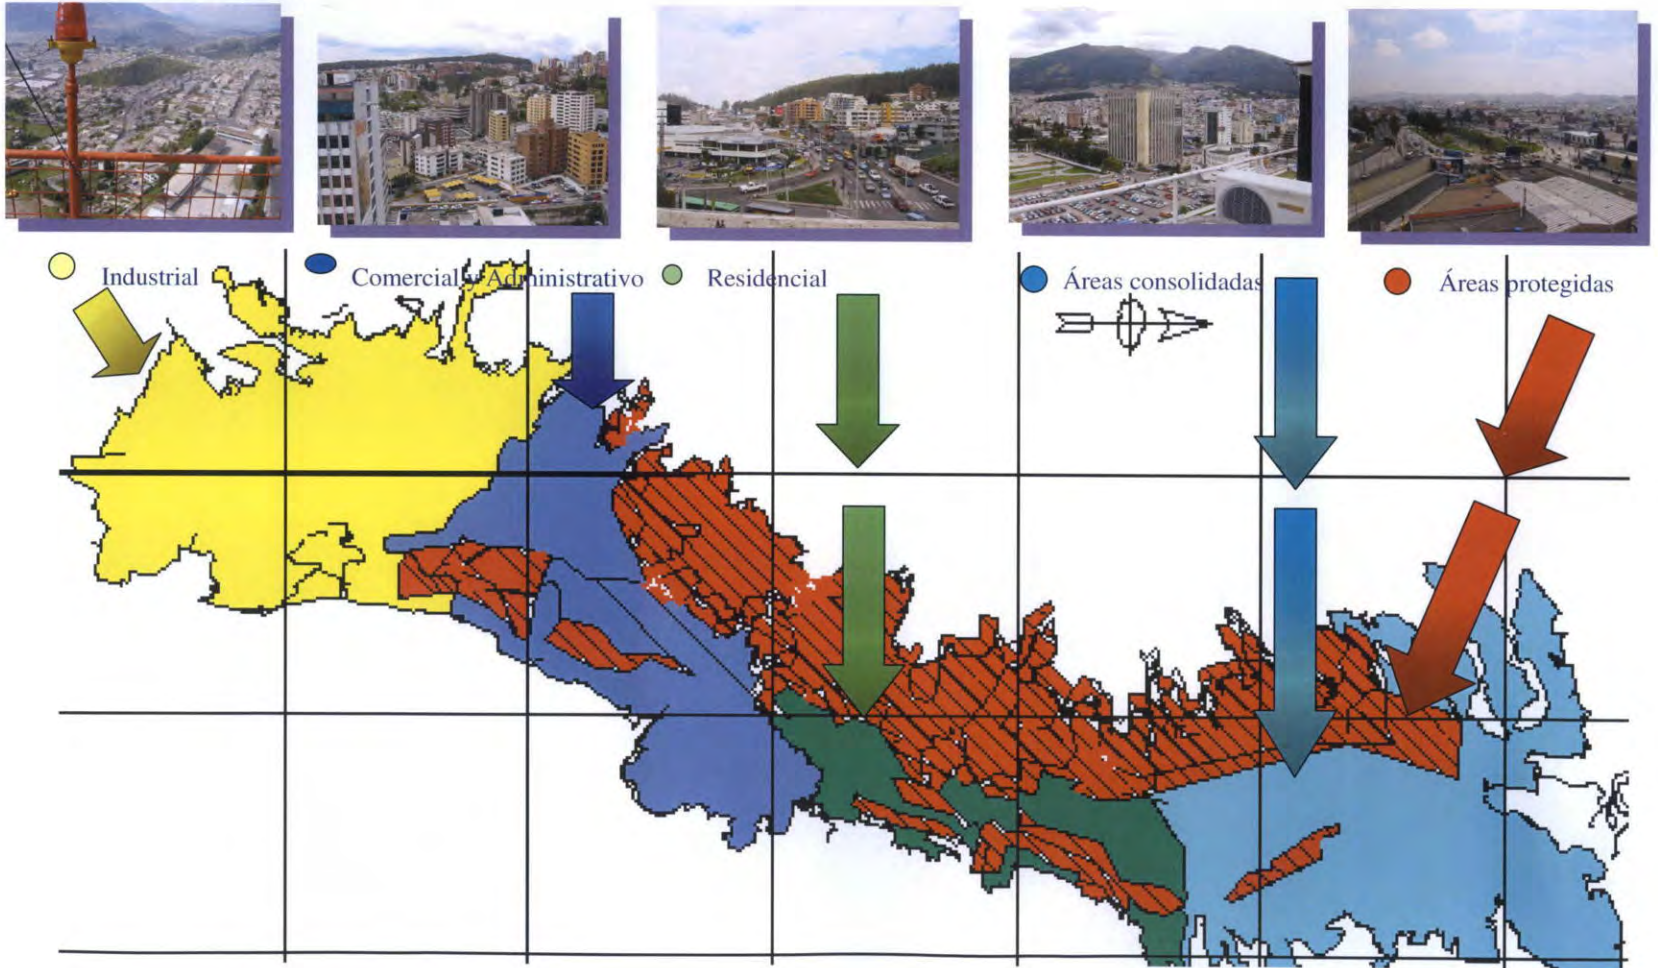 Industrial
Comercial y Administrativo
Residencial
Áreas consolidadas
Áreas protegidas